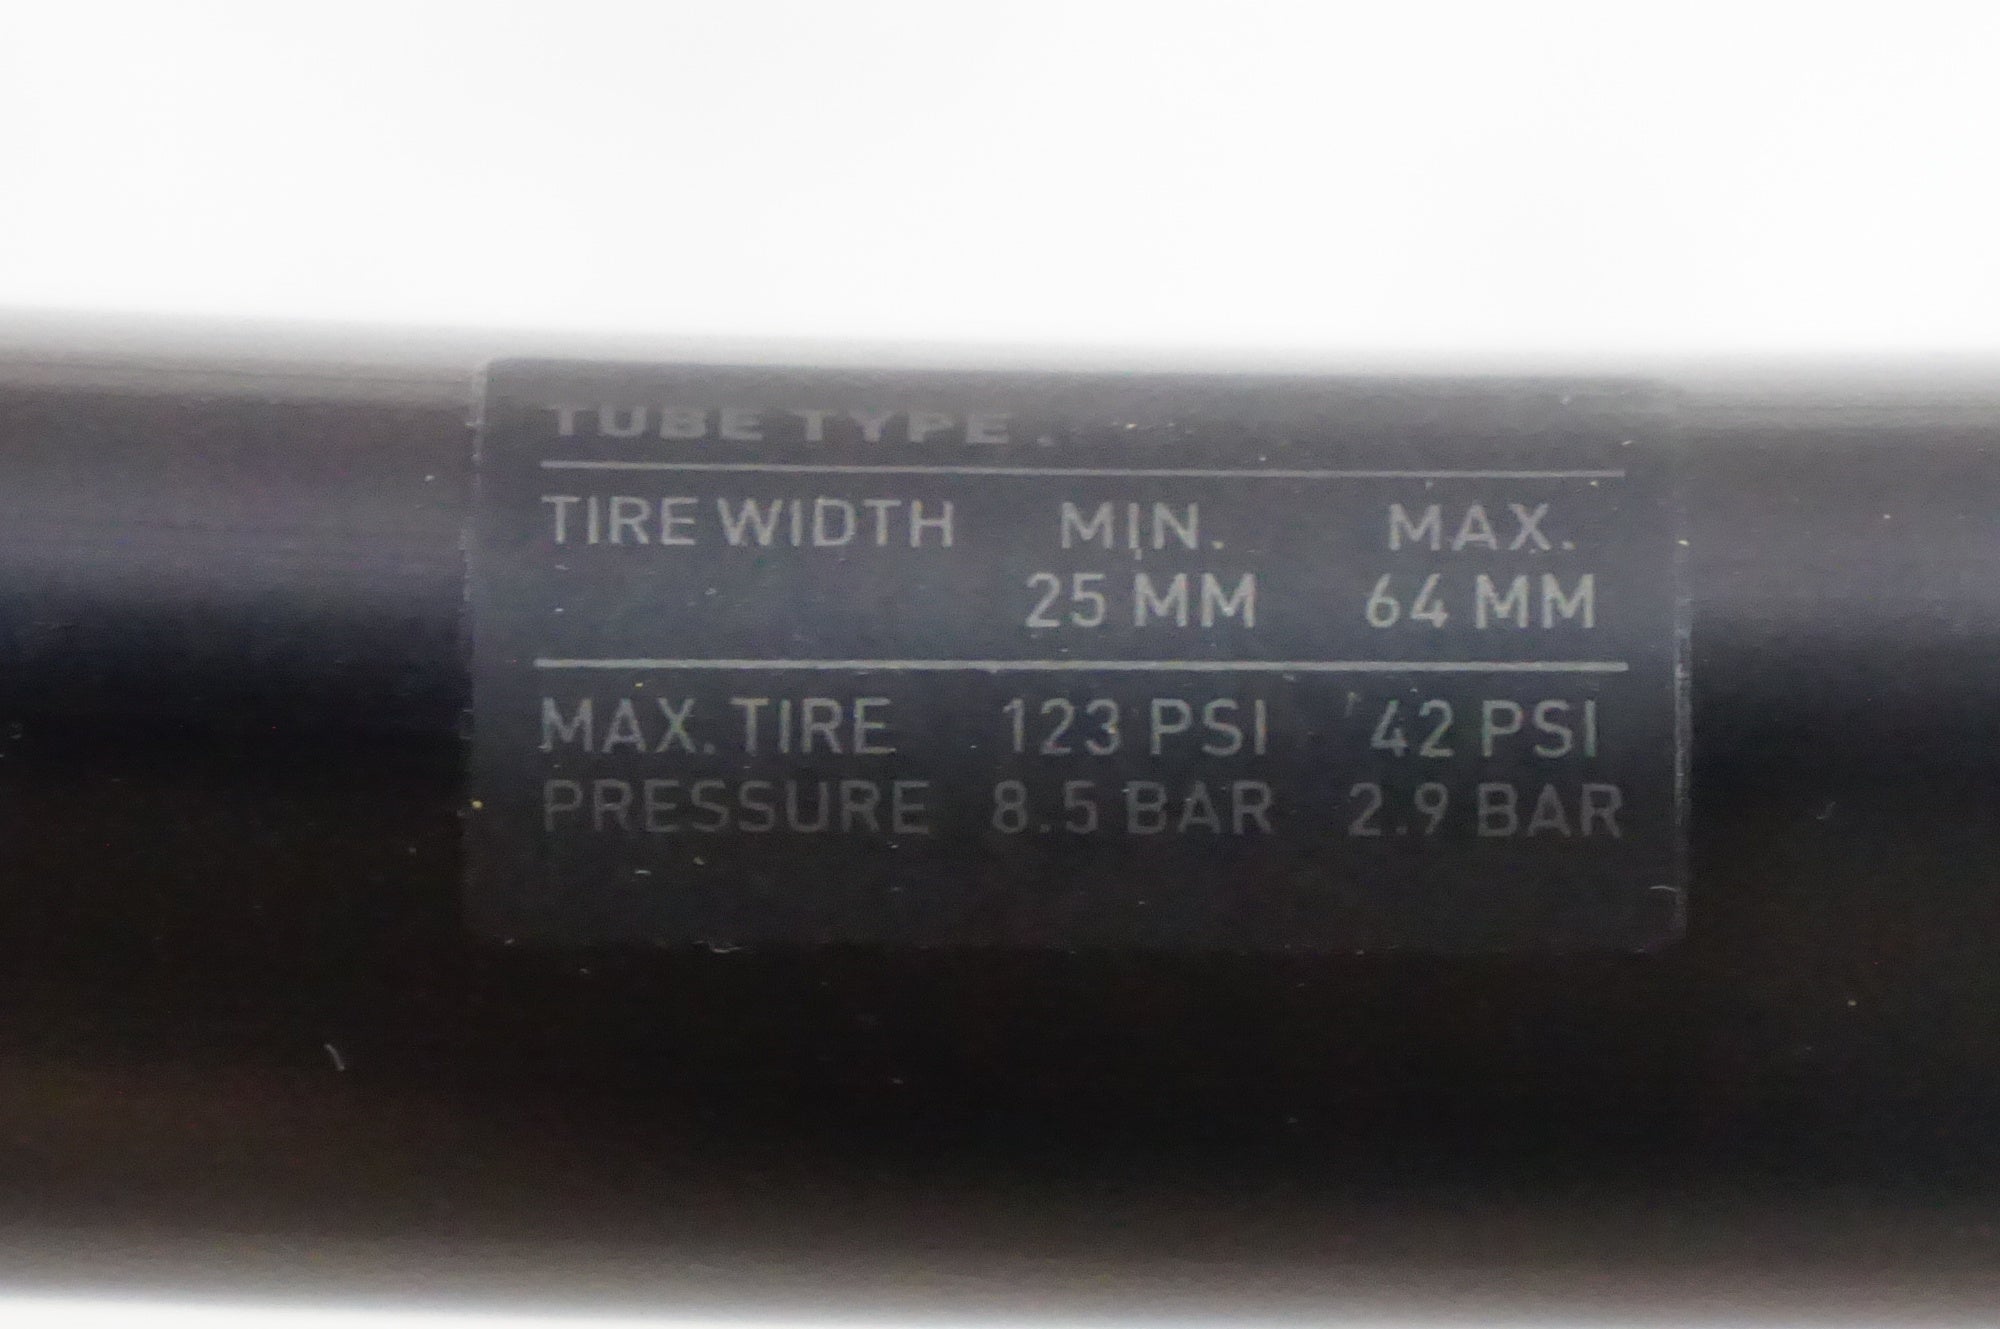 TUBE TYPE
TIRE WIDTH MIN. MAX.
25 MM 64 MM
MAX. TIRE 123 PSI 42 PSI
PRESSURE 8.5 BAR 2.9 BAR